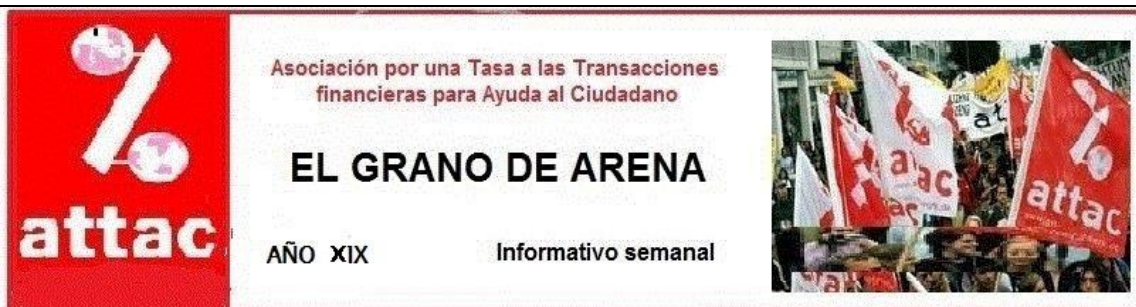 attac
Asociación por una Tasa a las Transacciones
financieras para Ayuda al Ciudadano
EL GRANO DE ARENA
AÑO XIX
Informativo semanal
attac
attac